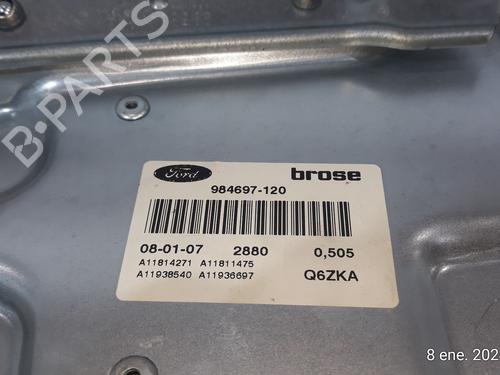 B-PARTS
Ford brose
984697-120
08-01-07 2880 0,505
A11814271 A11811475
A11938540 A11936697 Q6ZKA
8 ene. 202